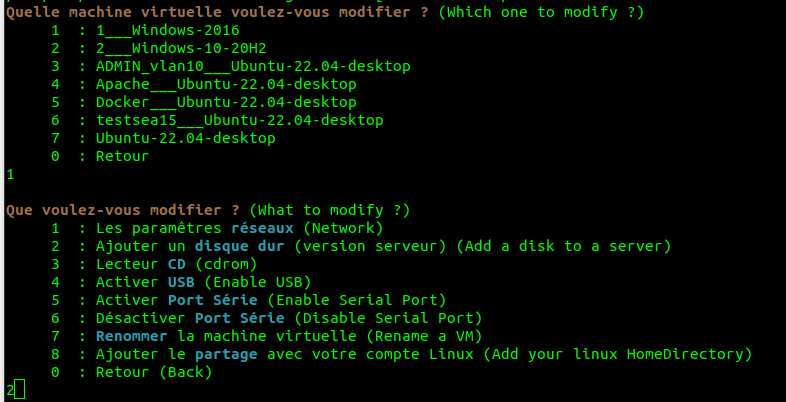 Quelle machine virtuelle voulez-vous modifier ? (Which one to modify ?)
1 : 1___Windows-2016
2 : 2___Windows-10-20H2
3 : ADMIN_vlan10___Ubuntu-22.04-desktop
4 : Apache___Ubuntu-22.04-desktop
5 : Docker___Ubuntu-22.04-desktop
6 : testsea15___Ubuntu-22.04-desktop
7 : Ubuntu-22.04-desktop
0 : Retour
1
Que voulez-vous modifier ? (What to modify ?)
1 : Les paramêtres réseaux (Network)
2 : Ajouter un disque dur (version serveur) (Add a disk to a server)
3 : Lecteur CD (cdrom)
4 : Activer USB (Enable USB)
5 : Activer Port Série (Enable Serial Port)
6 : Désactiver Port Série (Disable Serial Port)
7 : Renommer la machine virtuelle (Rename a VM)
8 : Ajouter le partage avec votre compte Linux (Add your linux HomeDirectory)
0 : Retour (Back)
2